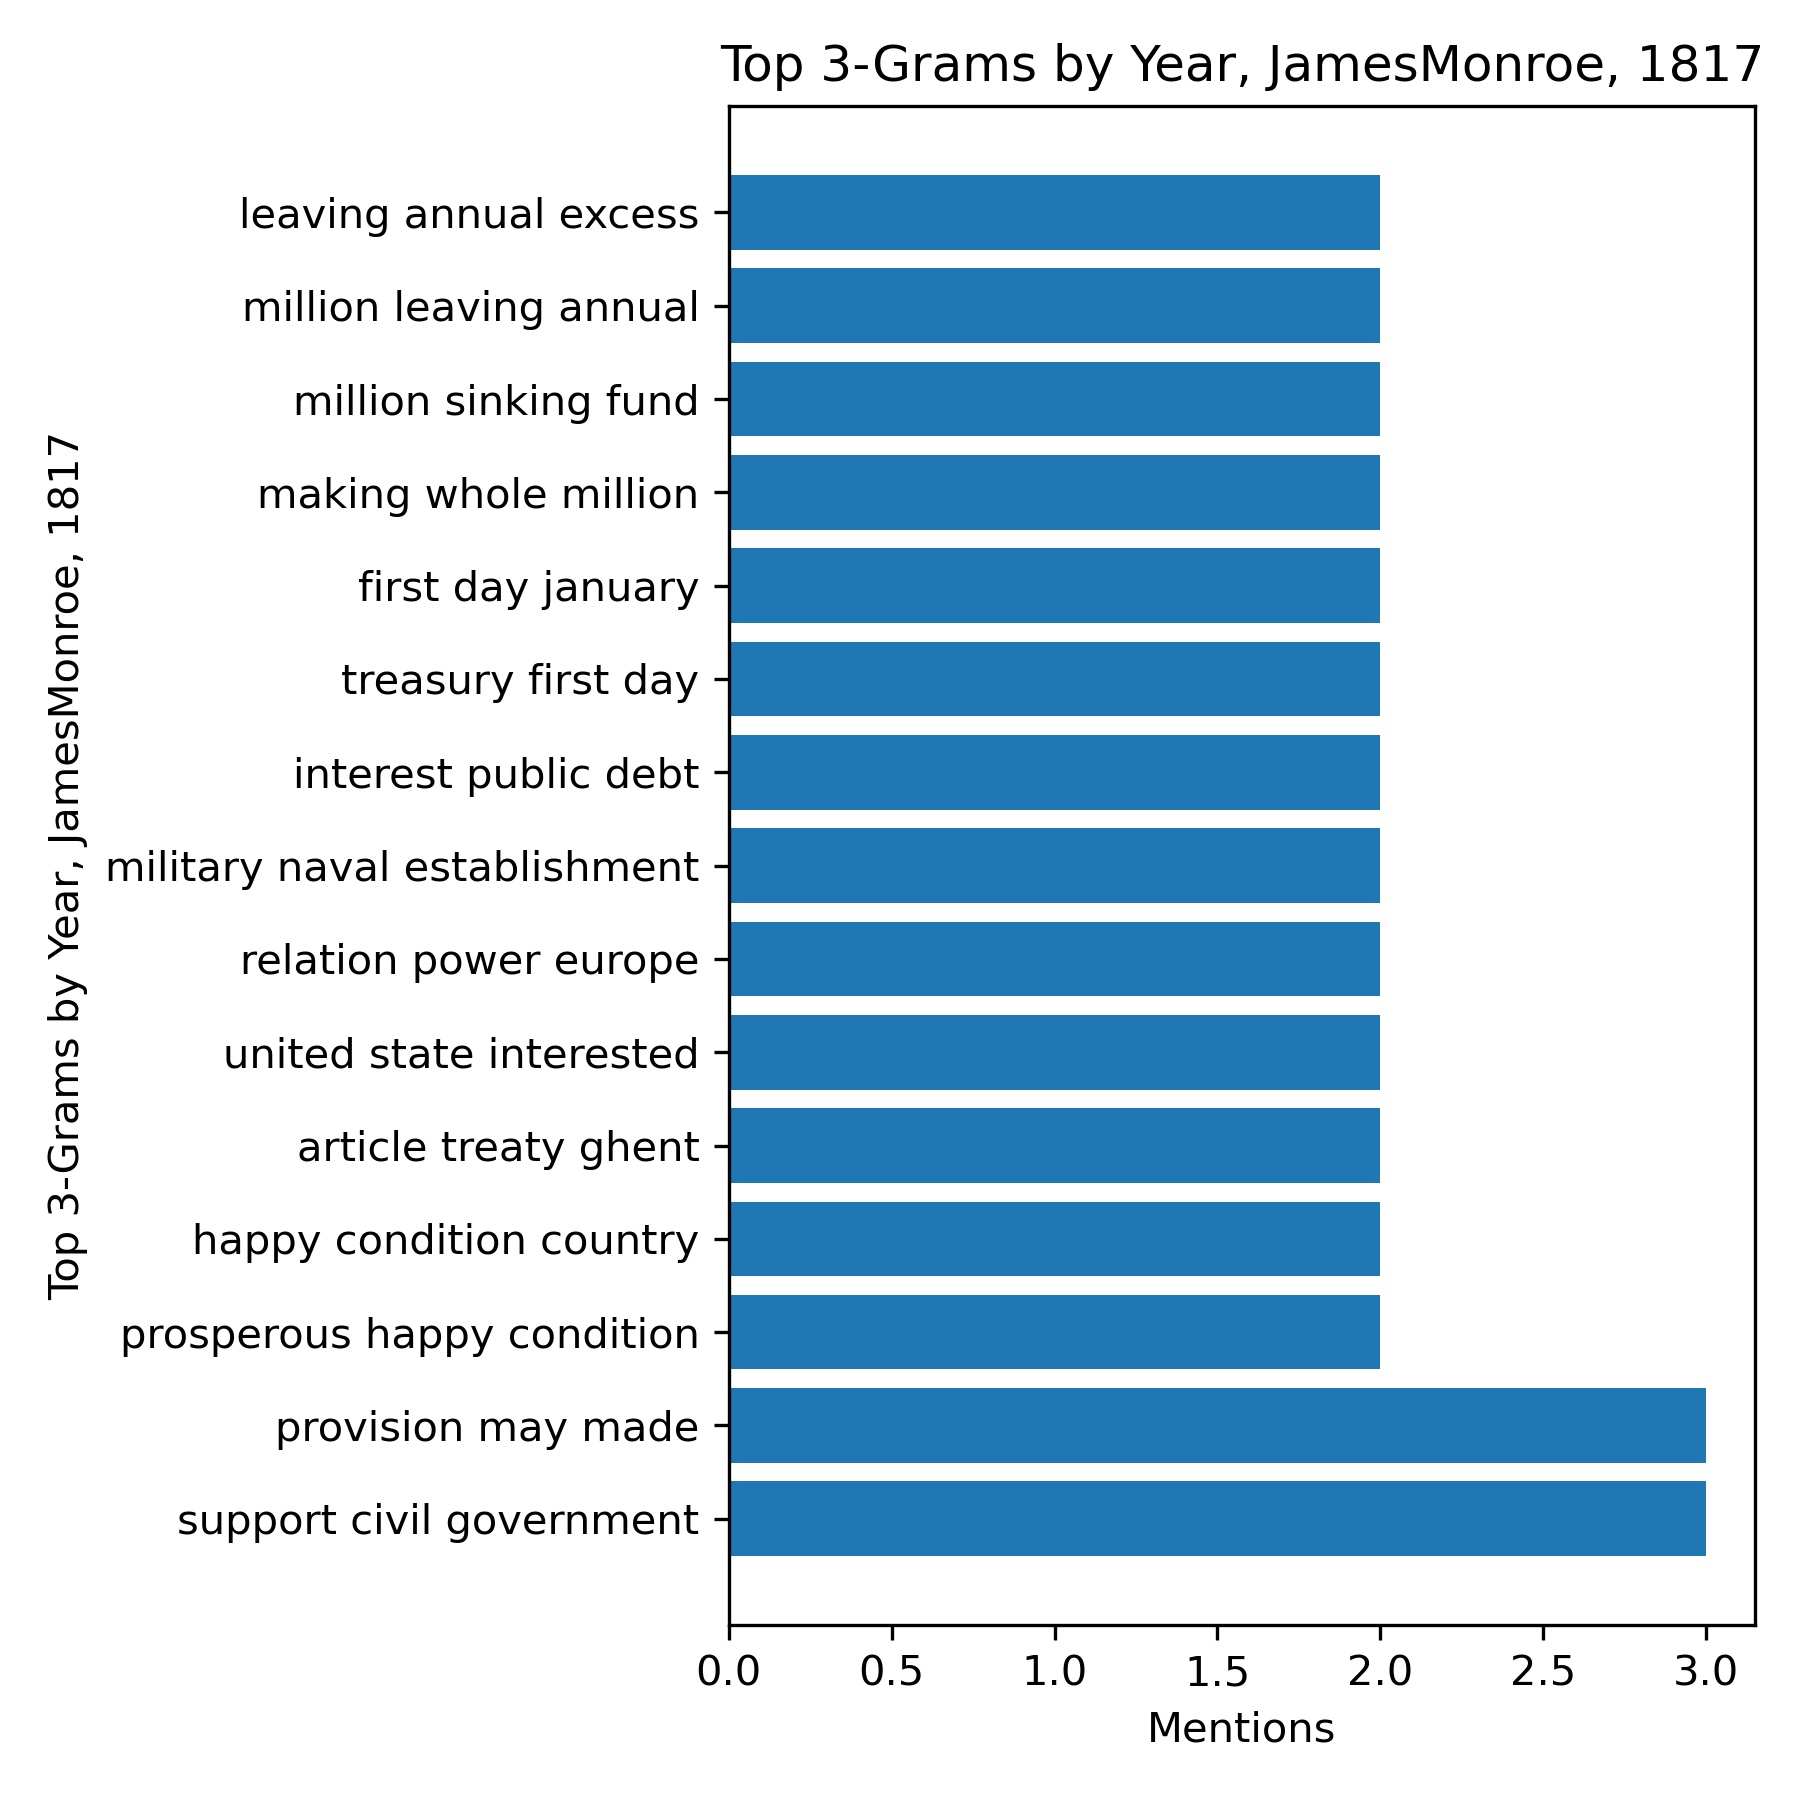 Top 3-Grams by Year, JamesMonroe, 1817
Top 3-Grams by Year, JamesMonroe, 1817
leaving annual excess
million leaving annual
million sinking fund
making whole million
first day january
treasury first day
interest public debt
military naval establishment
relation power europe
united state interested
article treaty ghent
happy condition country
prosperous happy condition
provision may made
support civil government
0.0 0.5 1.0 1.5 2.0 2.5 3.0
Mentions